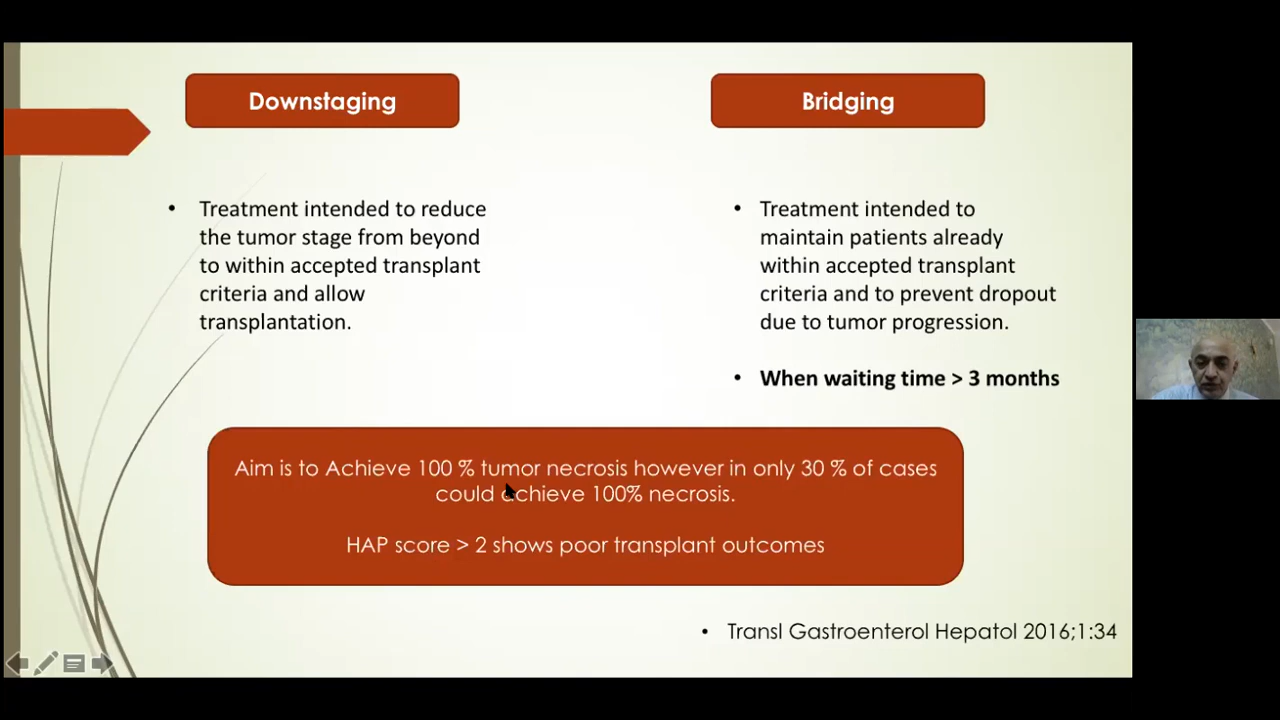 Downstaging
Bridging
• Treatment intended to reduce
the tumor stage from beyond
to within accepted transplant
criteria and allow
transplantation.
• Treatment intended to
maintain patients already
within accepted transplant
criteria and to prevent dropout
due to tumor progression.
• When waiting time > 3 months
Aim is to Achieve 100 % tumor necrosis however in only 30 % of cases
could achieve 100% necrosis.
HAP score > 2 shows poor transplant outcomes
• Transl Gastroenterol Hepatol 2016;1:34